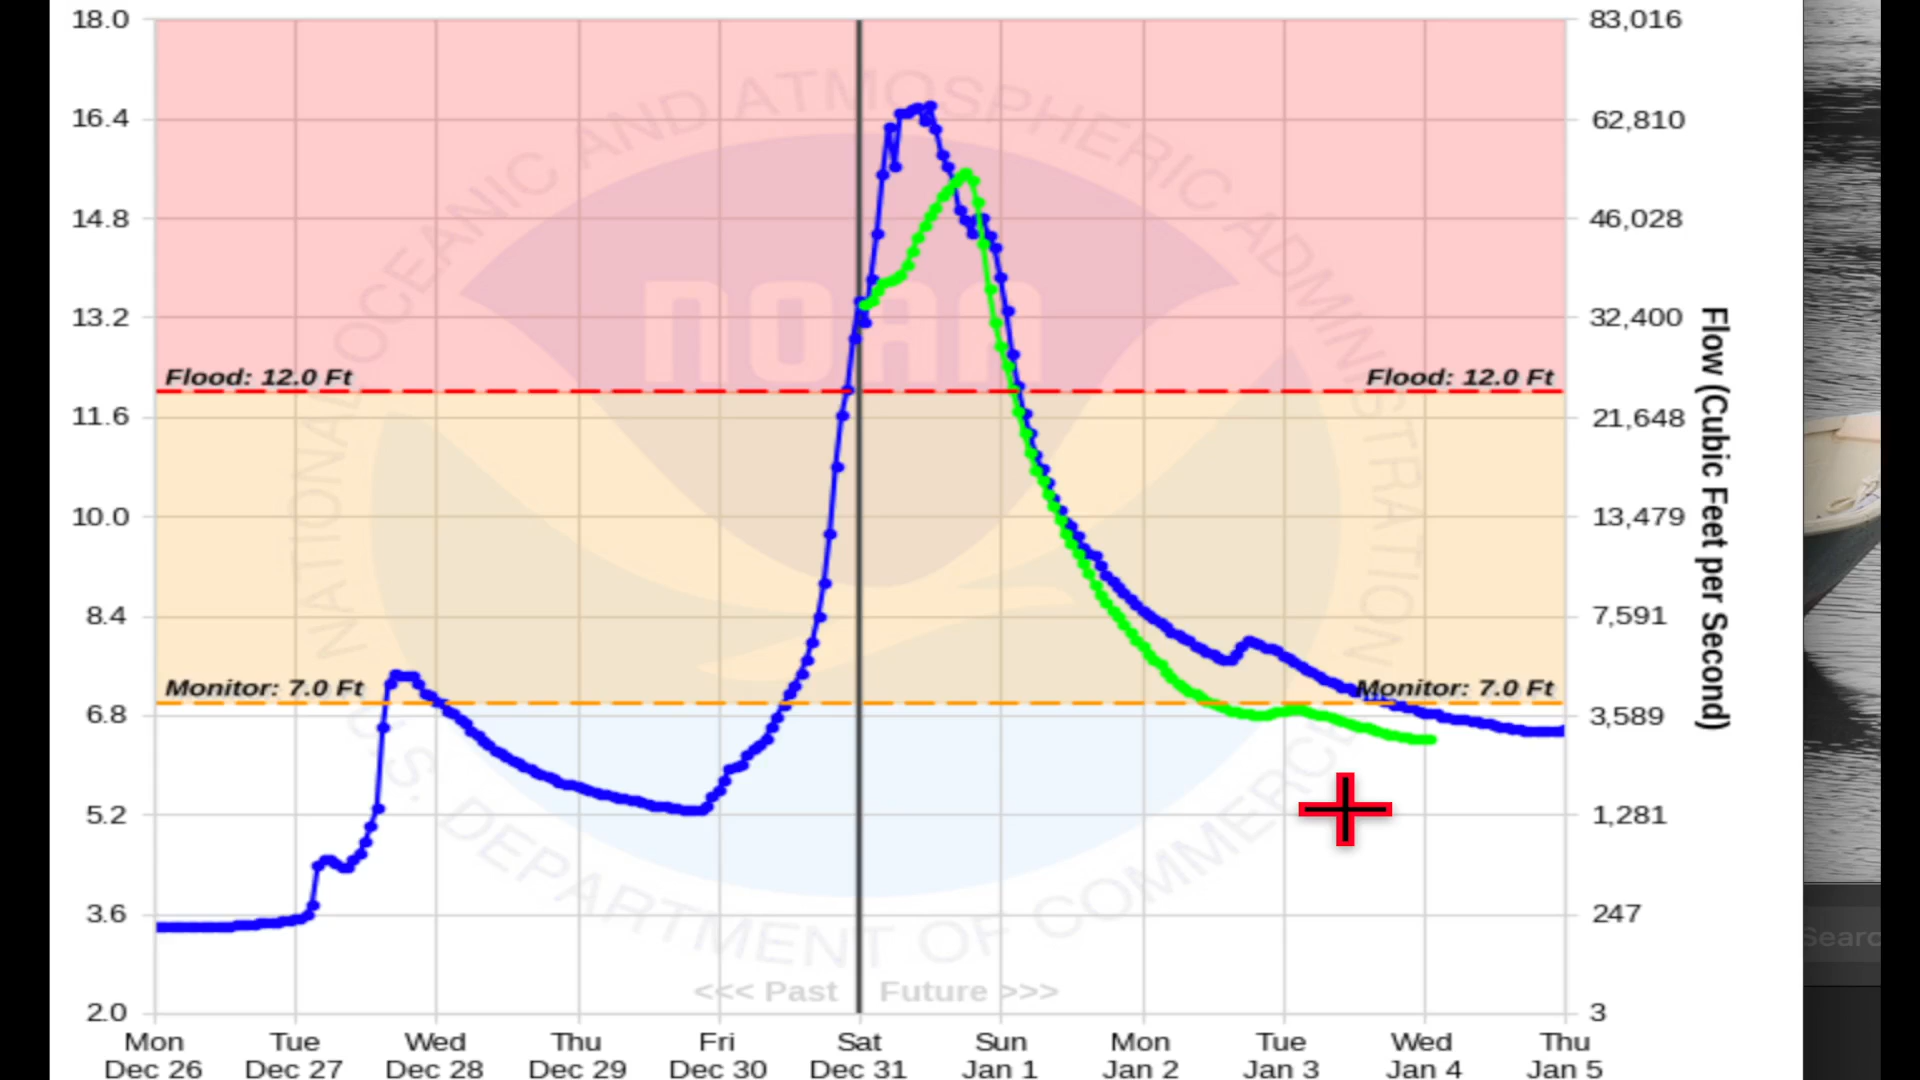 18.0
16.4
14.8
13.2
11.6
10.0
8.4
6.8
5.2
3.6
2.0
83,016
62,810
46,028
32,400
21,648
13,479
7,591
3,589
1,281
247
3
Flow (Cubic Feet per Second)
NATIONAL OCEANIC AND ATMOSPHERIC ADMINISTRATION
NOAA
U.S. DEPARTMENT OF COMMERCE
Flood: 12.0 Ft
Flood: 12.0 Ft
Monitor: 7.0 Ft
Monitor: 7.0 Ft
<<< Past Future >>>
Mon Tue Wed Thu Fri Sat Sun Mon Tue Wed Thu
Dec 26 Dec 27 Dec 28 Dec 29 Dec 30 Dec 31 Jan 1 Jan 2 Jan 3 Jan 4 Jan 5